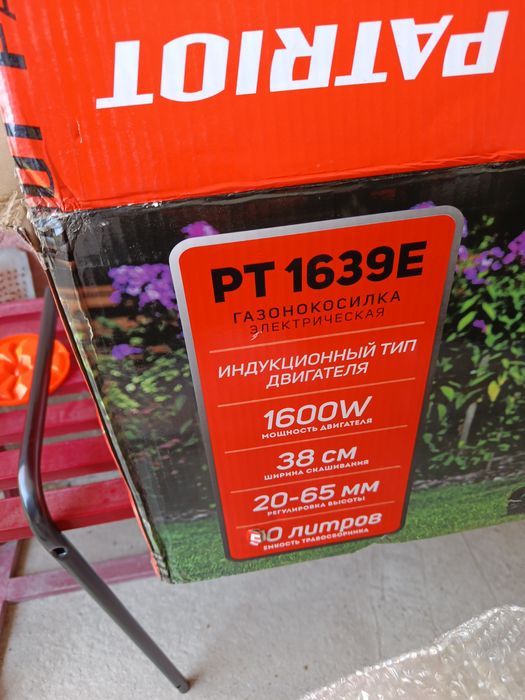 PATRIOT
PT 1639E
ГАЗОНОКОСИЛКА
ЭЛЕКТРИЧЕСКАЯ
ИНДУКЦИОННЫЙ ТИП
ДВИГАТЕЛЯ
1600W
МОЩНОСТЬ ДВИГАТЕЛЯ
38 СМ
ШИРИНА СКАШИВАНИЯ
20-65 ММ
РЕГУЛИРОВКА ВЫСОТЫ
ЛИТРОВ
ЕМКОСТЬ ТРАВОСБОРНИКА